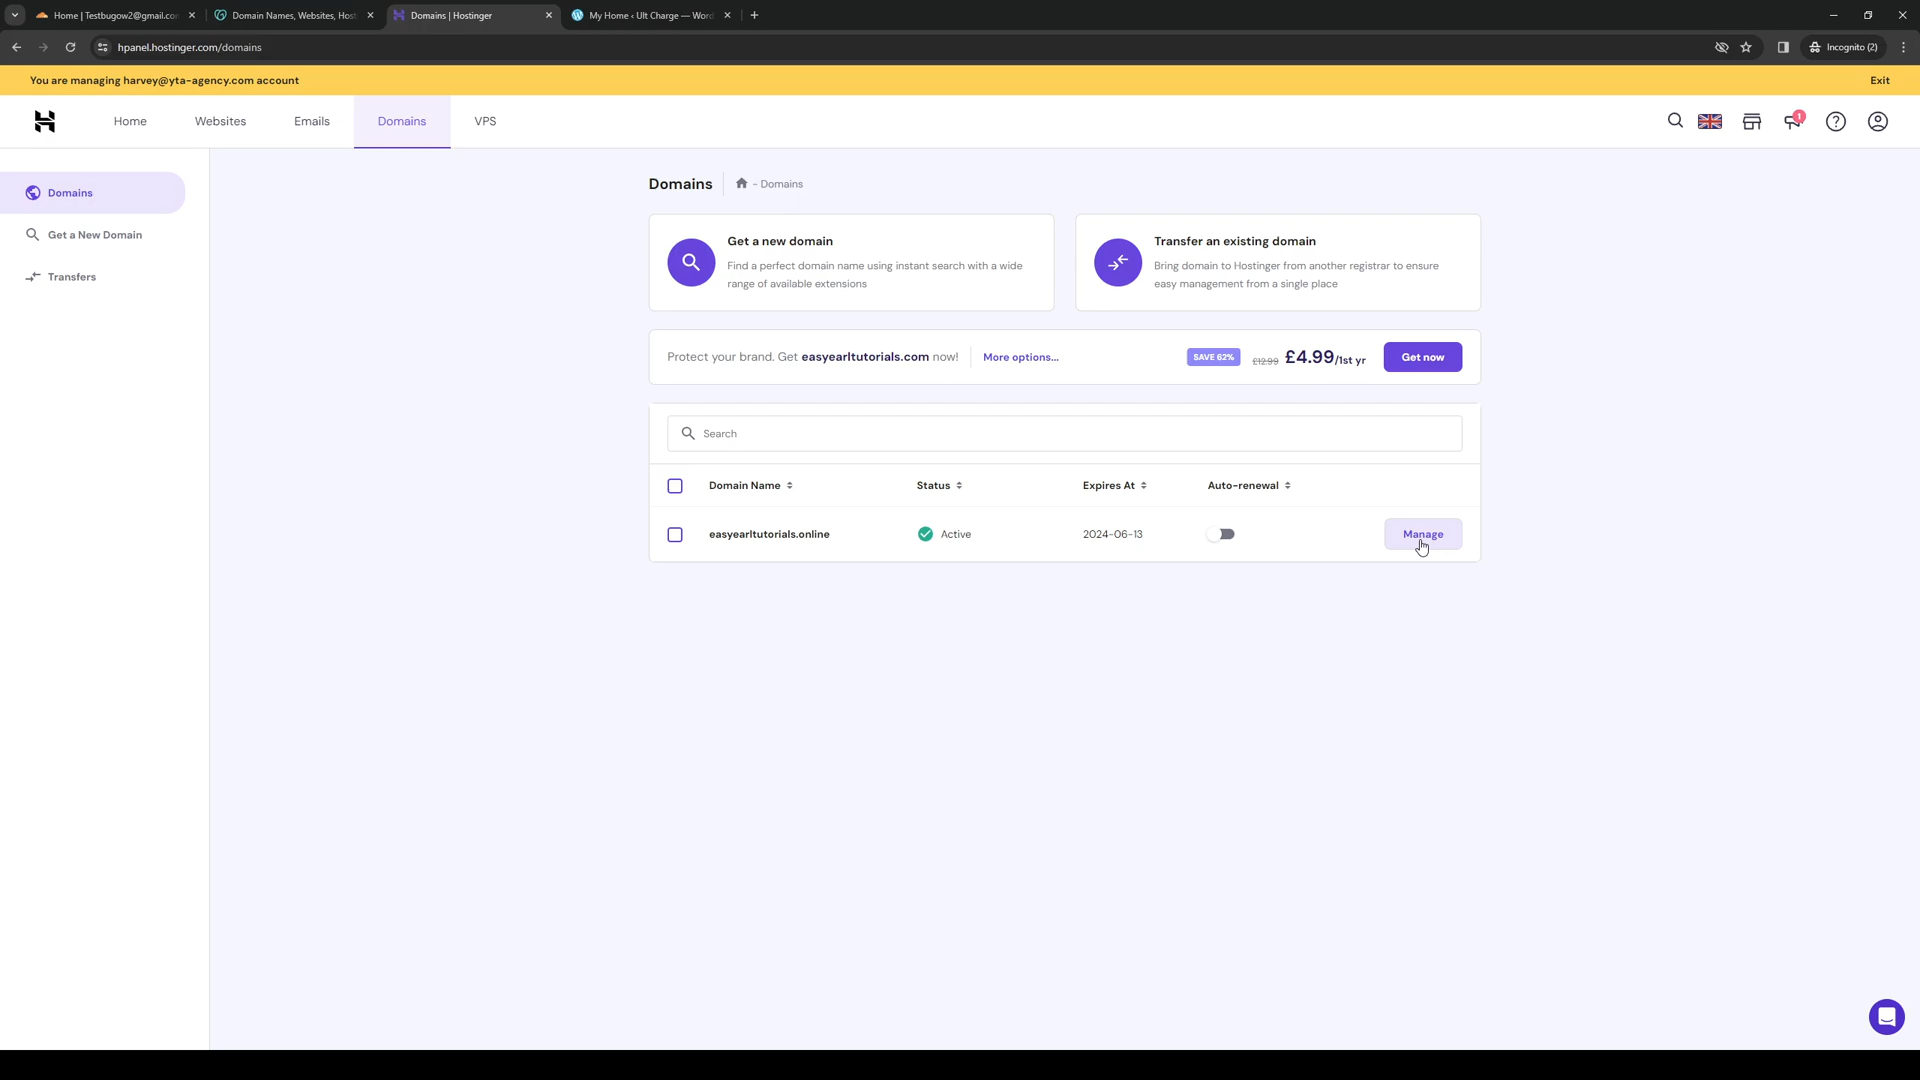 Home | Testbugow2@gmail.co
Domain Names, Websites, Host
Domains | Hostinger
My Home ‹ Ult Charge — Word
hpanel.hostinger.com/domains
Incognito (2)
You are managing harvey@yta-agency.com account
Exit
Home
Websites
Emails
Domains
VPS
1
Domains
Get a New Domain
Transfers
Domains
- Domains
Get a new domain
Find a perfect domain name using instant search with a wide
range of available extensions
Transfer an existing domain
Bring domain to Hostinger from another registrar to ensure
easy management from a single place
Protect your brand. Get easyearltutorials.com now!
More options...
SAVE 62%
£12.99 £4.99/1st yr
Get now
Search
Domain Name
Status
Expires At
Auto-renewal
easyearltutorials.online
Active
2024-06-13
Manage